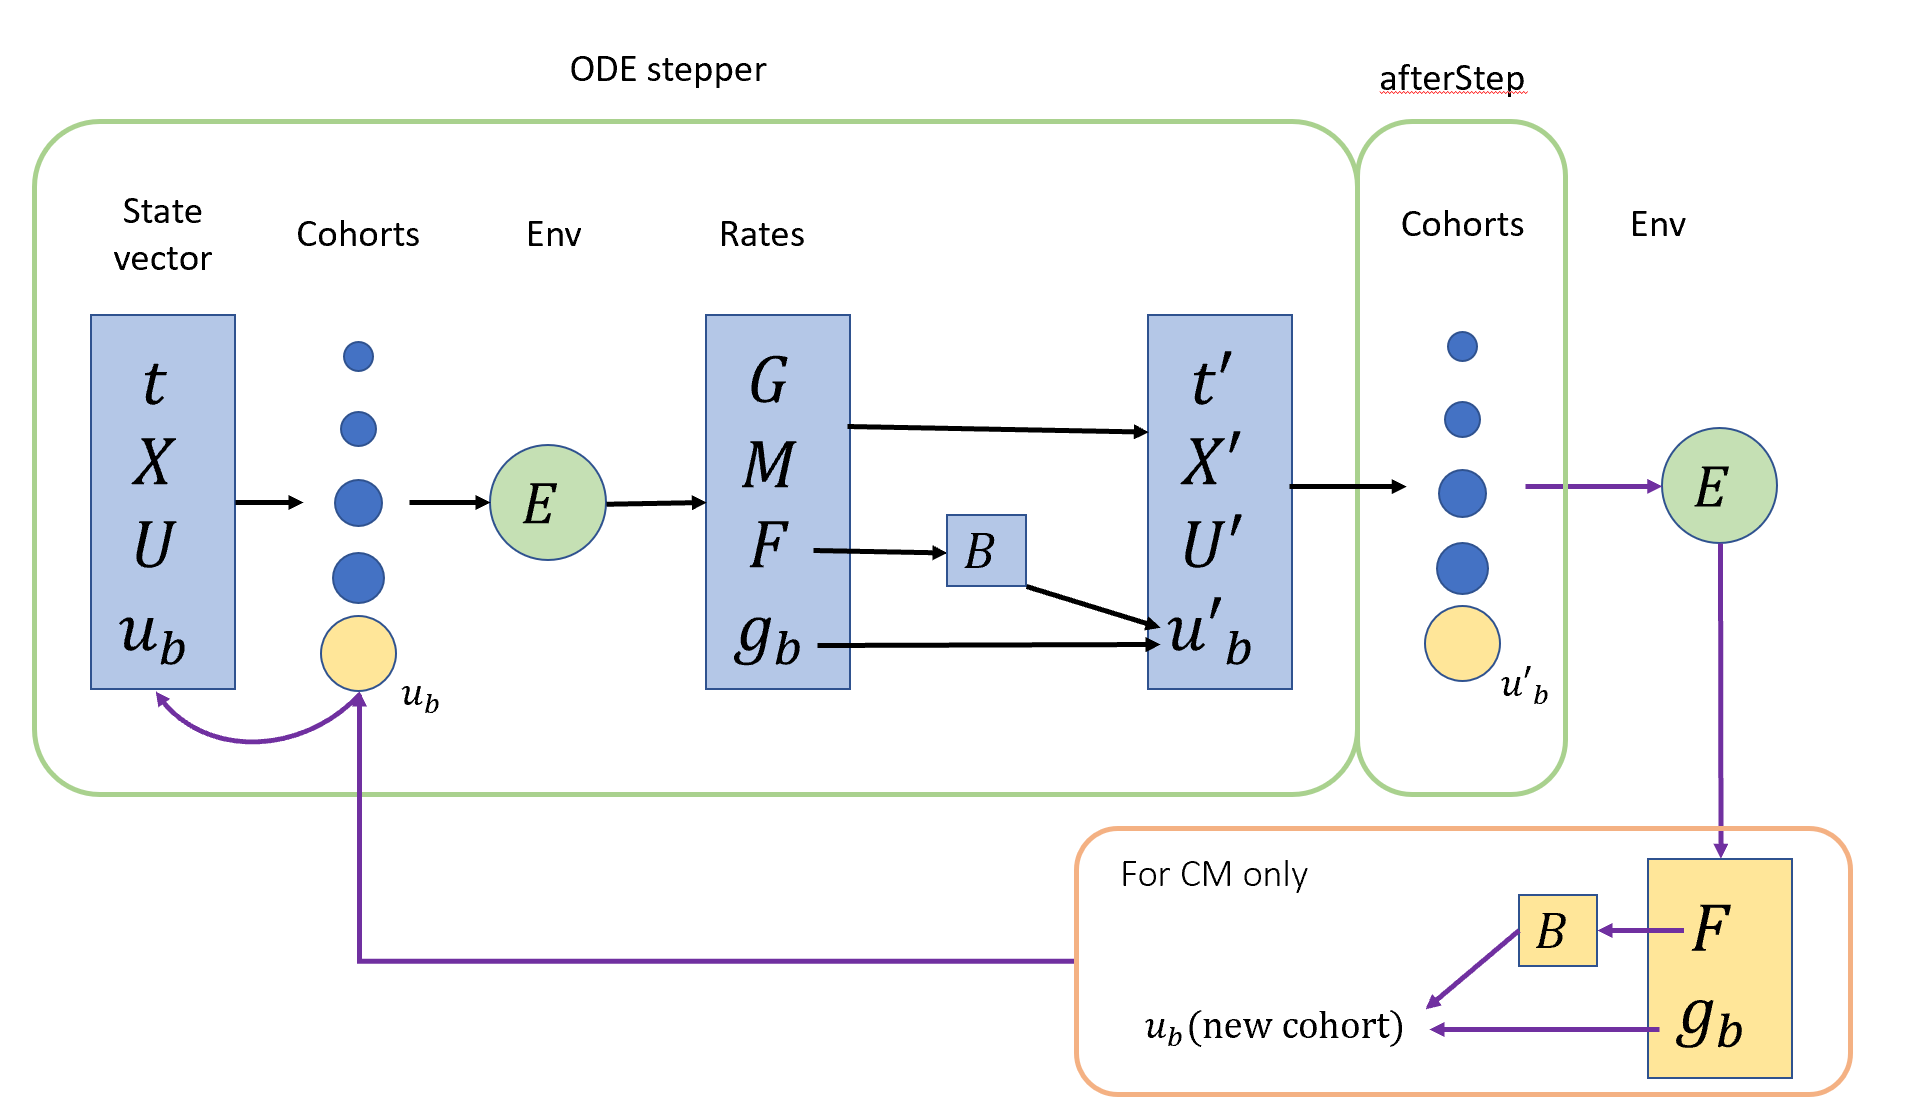 ODE stepper
afterStep
State
vector
Cohorts
Env
Rates
Cohorts
Env
t
X
U
u_b
u_b
E
G
M
F
g_b
B
t′
X′
U′
u′_b
u′_b
E
For CM only
F
g_b
B
u_b(new cohort)